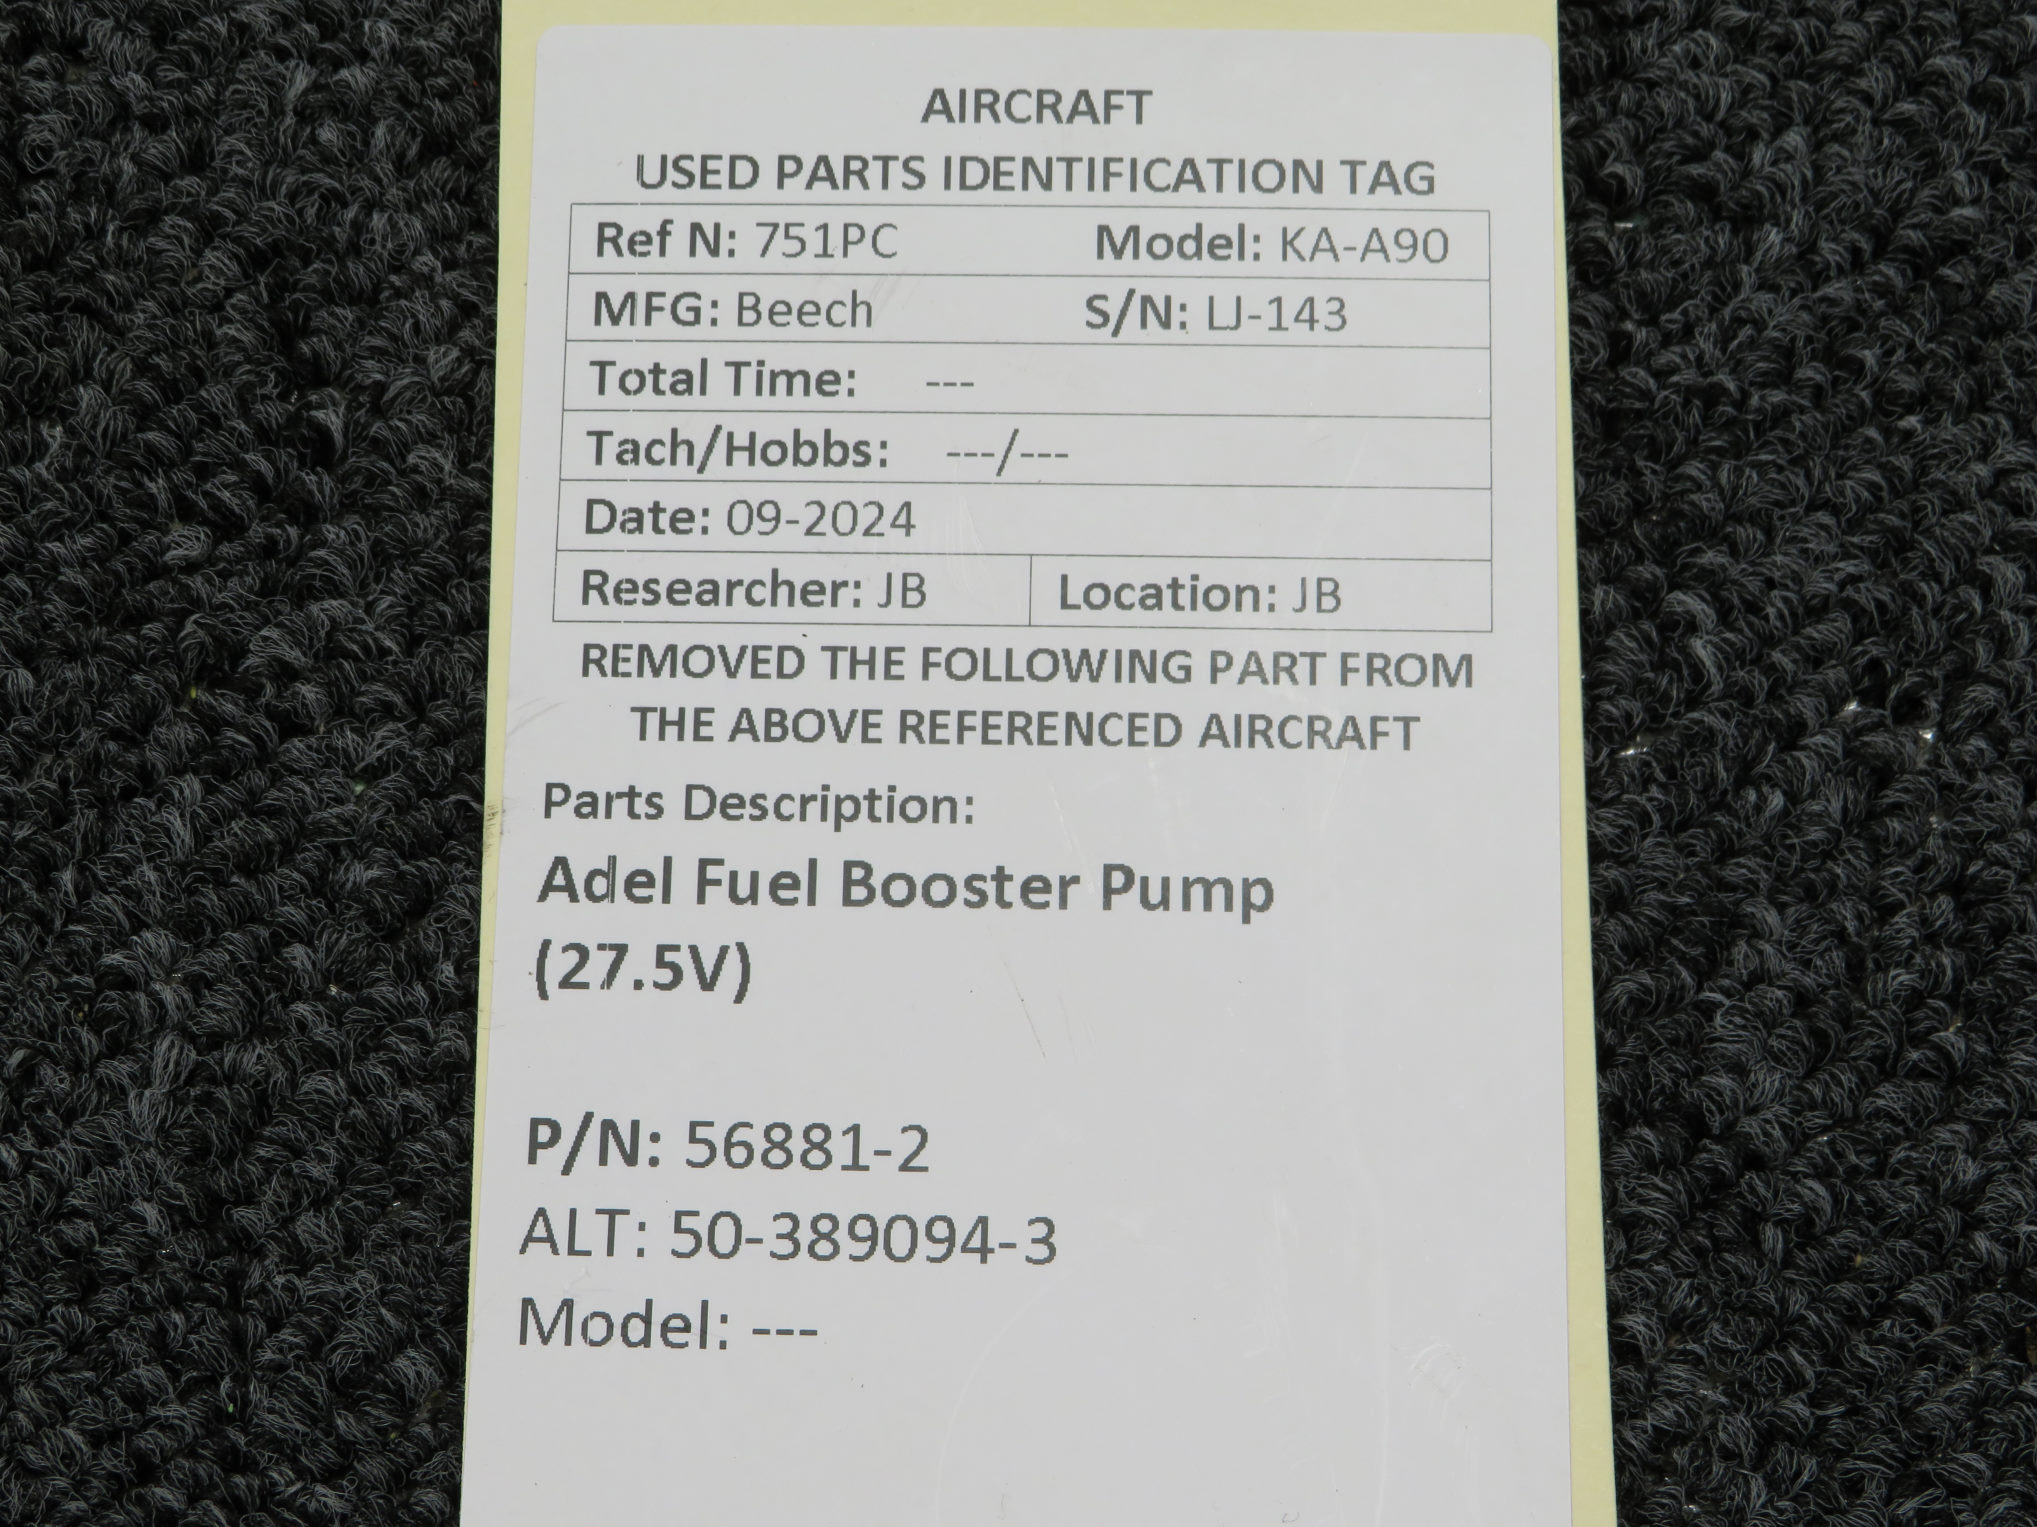 AIRCRAFT
USED PARTS IDENTIFICATION TAG
Ref N: 751PC Model: KA-A90
MFG: Beech S/N: LJ-143
Total Time: ---
Tach/Hobbs: ---/---
Date: 09-2024
Researcher: JB Location: JB
REMOVED THE FOLLOWING PART FROM
THE ABOVE REFERENCED AIRCRAFT
Parts Description:
Adel Fuel Booster Pump
(27.5V)
P/N: 56881-2
ALT: 50-389094-3
Model: ---